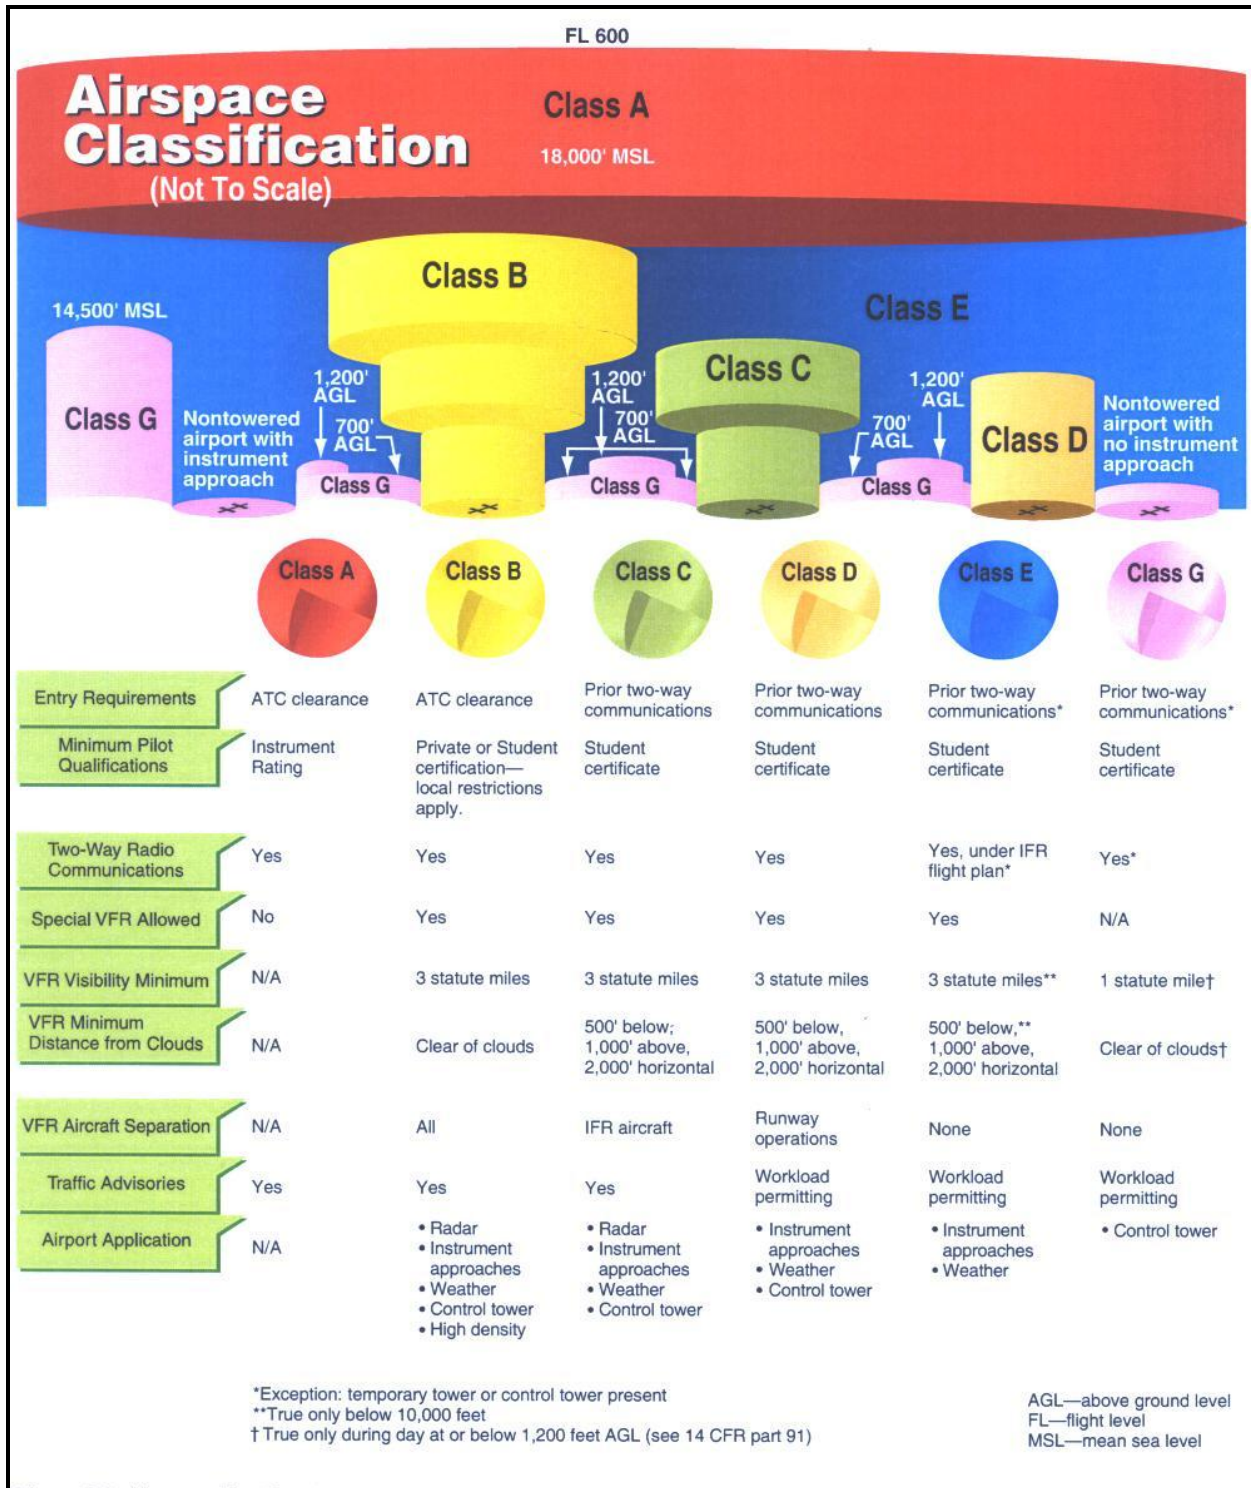 FL 600
Airspace
Classification
(Not To Scale)
Class A
18,000' MSL
Class B
Class E
14,500' MSL
Class G
Nontowered
airport with
instrument
approach
1,200'
AGL
700'
AGL
Class G
1,200'
AGL
700'
AGL
Class G
Class C
1,200'
AGL
700'
AGL
Class G
Class D
Nontowered
airport with
no instrument
approach
Class A
Class B
Class C
Class D
Class E
Class G
Entry Requirements
ATC clearance
ATC clearance
Prior two-way
communications
Prior two-way
communications
Prior two-way
communications*
Prior two-way
communications*
Minimum Pilot
Qualifications
Instrument
Rating
Private or Student
certification—
local restrictions
apply.
Student
certificate
Student
certificate
Student
certificate
Student
certificate
Two-Way Radio
Communications
Yes
Yes
Yes
Yes
Yes, under IFR
flight plan*
Yes*
Special VFR Allowed
No
Yes
Yes
Yes
Yes
N/A
VFR Visibility Minimum
N/A
3 statute miles
3 statute miles
3 statute miles
3 statute miles**
1 statute mile†
VFR Minimum
Distance from Clouds
N/A
Clear of clouds
500' below;
1,000' above,
2,000' horizontal
500' below,
1,000' above,
2,000' horizontal
500' below,**
1,000' above,
2,000' horizontal
Clear of clouds†
VFR Aircraft Separation
N/A
All
IFR aircraft
Runway
operations
None
None
Traffic Advisories
Yes
Yes
Yes
Workload
permitting
Workload
permitting
Workload
permitting
Airport Application
N/A
• Radar
• Instrument
approaches
• Weather
• Control tower
• High density
• Radar
• Instrument
approaches
• Weather
• Control tower
• Instrument
approaches
• Weather
• Control tower
• Instrument
approaches
• Weather
• Control tower
*Exception: temporary tower or control tower present
**True only below 10,000 feet
† True only during day at or below 1,200 feet AGL (see 14 CFR part 91)
AGL—above ground level
FL—flight level
MSL—mean sea level